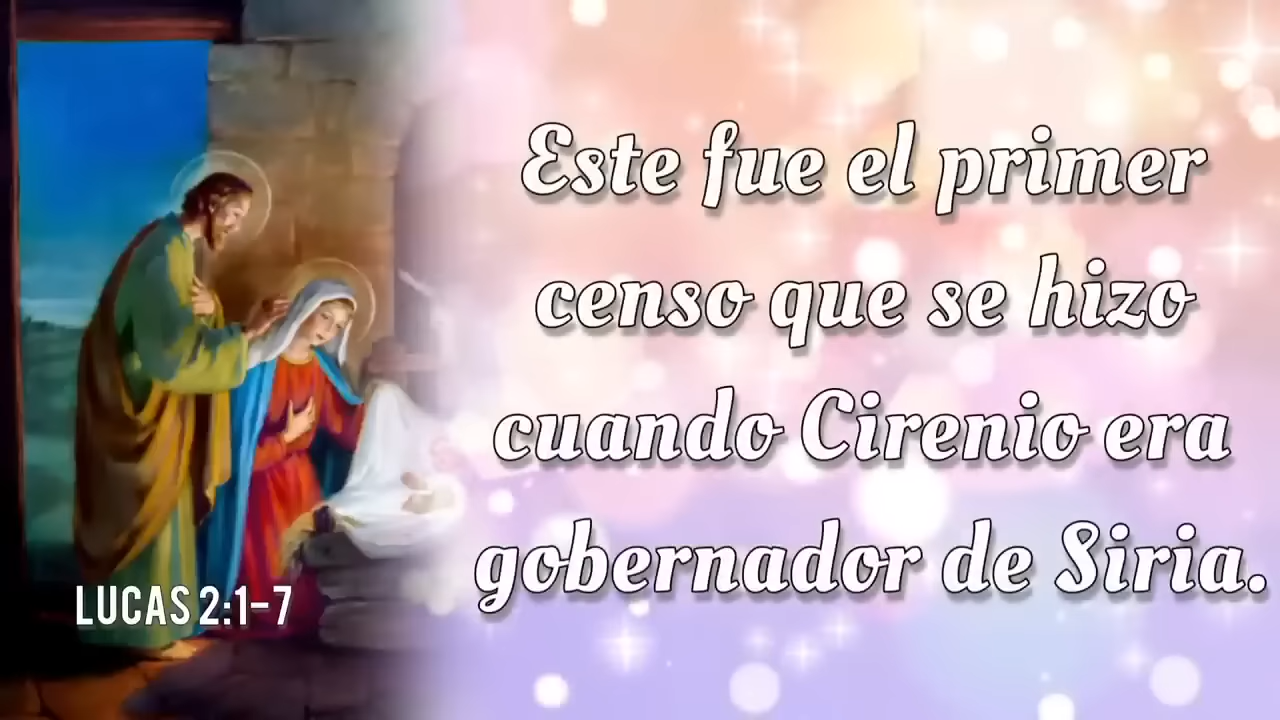 Este fue el primer
censo que se hizo
cuando Cirenio era
gobernador de Siria.
LUCAS 2:1-7